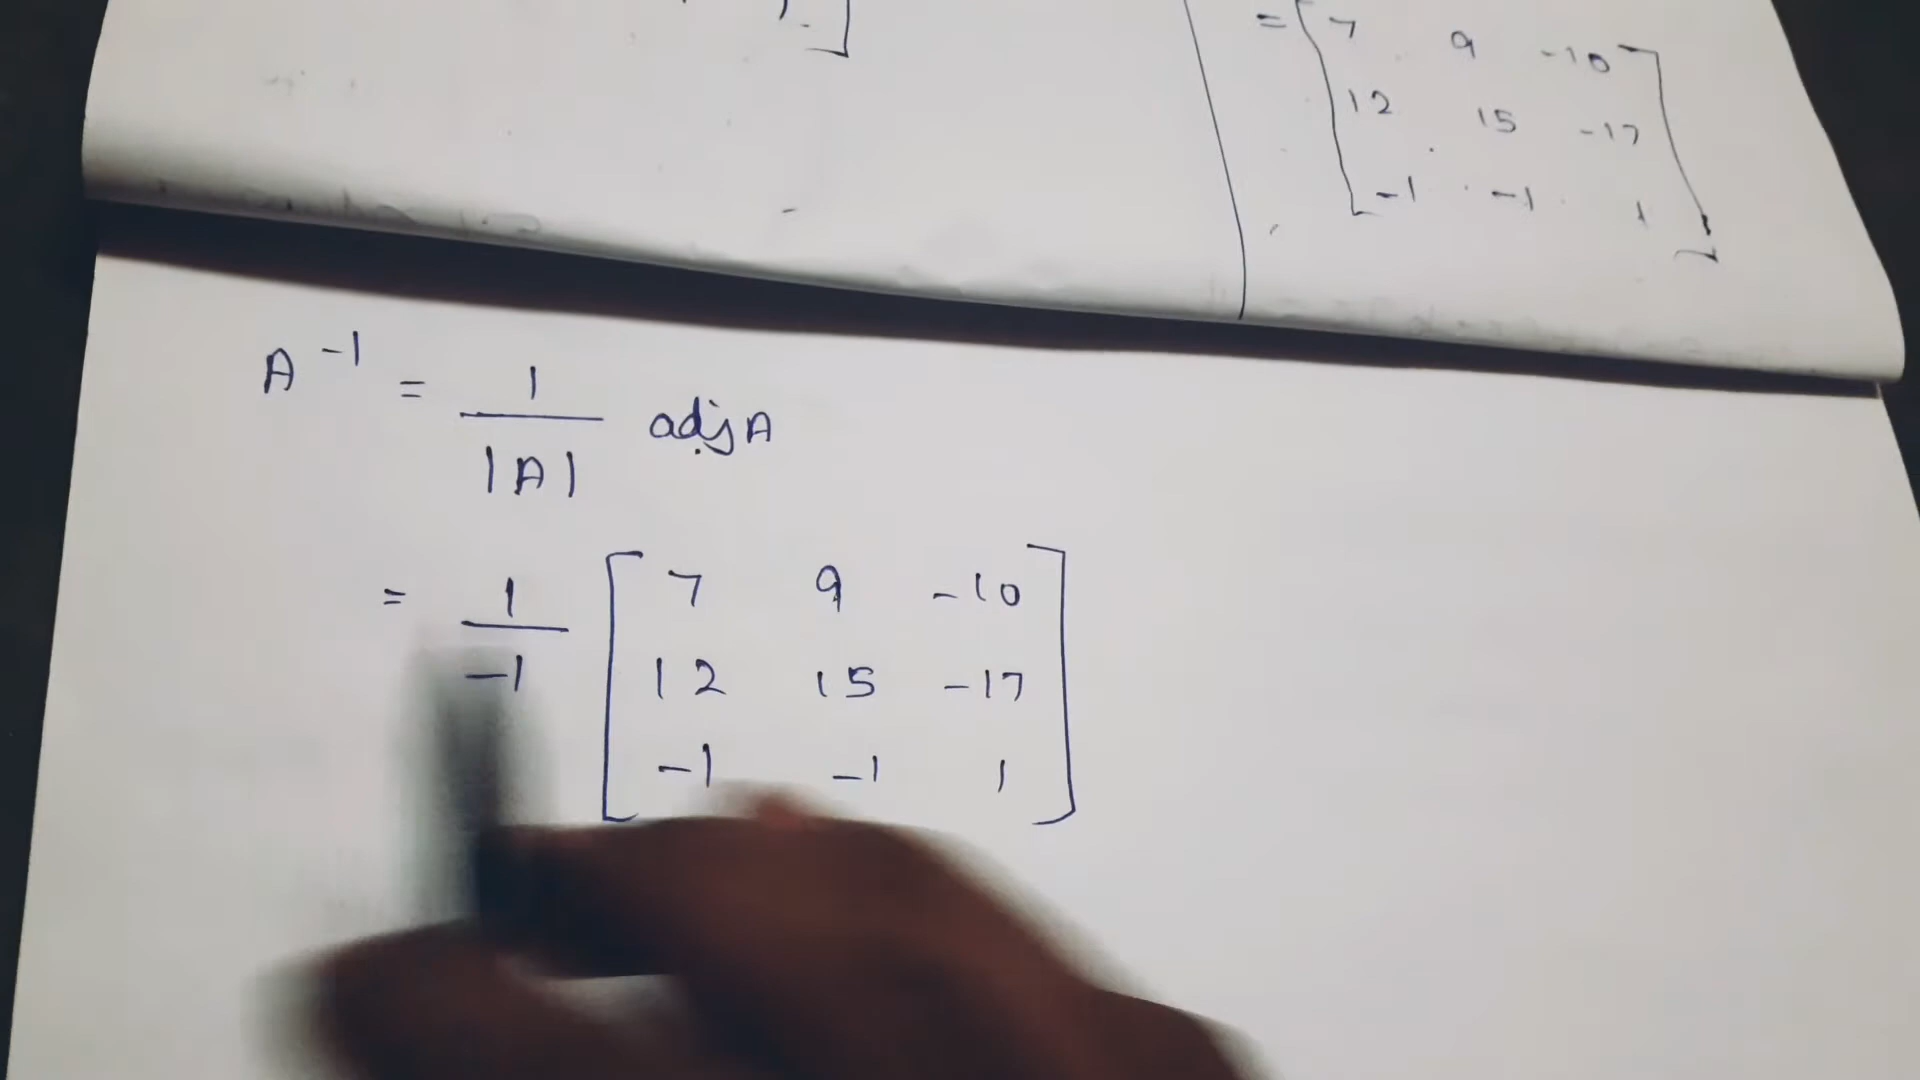 = [ 7 9 -10
12 15 -17
-1 -1 1 ]
A⁻¹ = 1/|A| adj A
= 1/-1 [ 7 9 -10
12 15 -17
-1 -1 1 ]